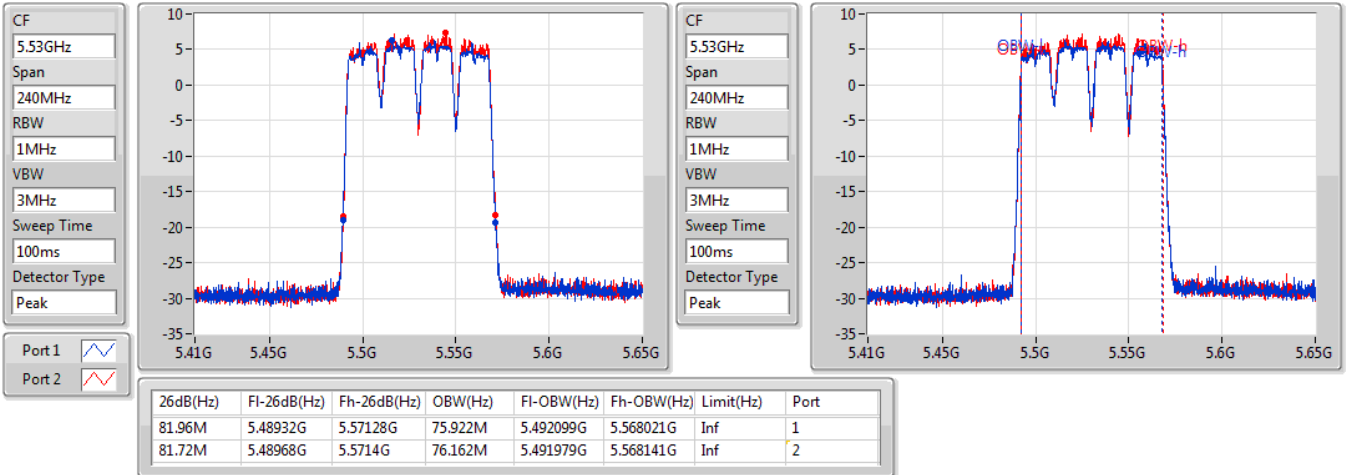 CF
5.53GHz
Span
240MHz
RBW
1MHz
VBW
3MHz
Sweep Time
100ms
Detector Type
Peak
Port 1
Port 2
10
5
0
-5
-10
-15
-20
-25
-30
-35
5.41G 5.45G 5.5G 5.55G 5.6G 5.65G
CF
5.53GHz
Span
240MHz
RBW
1MHz
VBW
3MHz
Sweep Time
100ms
Detector Type
Peak
10
5
0
-5
-10
-15
-20
-25
-30
-35
OBW-h
5.41G 5.45G 5.5G 5.55G 5.6G 5.65G
26dB(Hz) Fl-26dB(Hz) Fh-26dB(Hz) OBW(Hz) Fl-OBW(Hz) Fh-OBW(Hz) Limit(Hz) Port
81.96M 5.48932G 5.57128G 75.922M 5.492099G 5.568021G Inf 1
81.72M 5.48968G 5.5714G 76.162M 5.491979G 5.568141G Inf 2